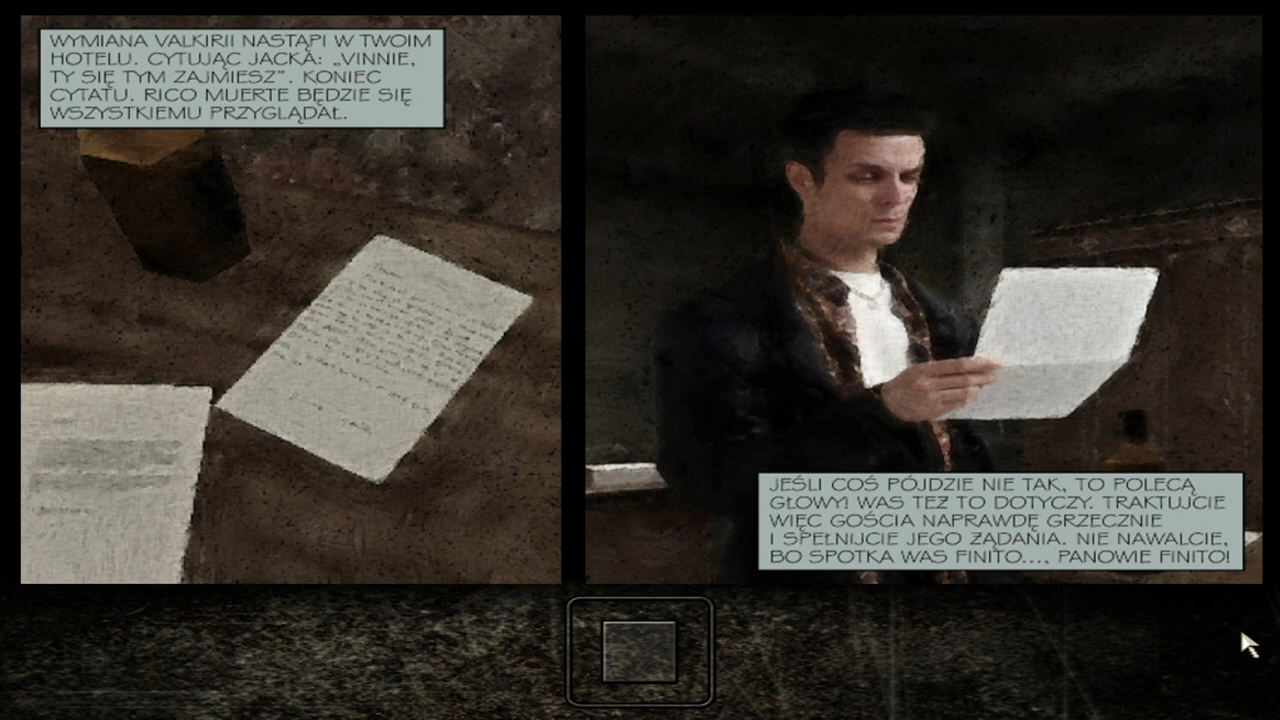 WYMIANA VALKIRII NASTĄPI W TWOIM
HOTELU. CYTUJĄC JACKA: „VINNIE,
TY SIĘ TYM ZAJMIESZ”. KONIEC
CYTATU. RICO MUERTE BĘDZIE SIĘ
WSZYSTKIEMU PRZYGLĄDAŁ.
JEŚLI COŚ PÓJDZIE NIE TAK, TO POLECĄ
GŁOWY! WAS TEŻ TO DOTYCZY. TRAKTUJCIE
WIĘC GOŚCIA NAPRAWDĘ GRZECZNIE
I SPEŁNIJCIE JEGO ŻĄDANIA. NIE NAWALCIE,
BO SPOTKA WAS FINITO..., PANOWIE FINITO!